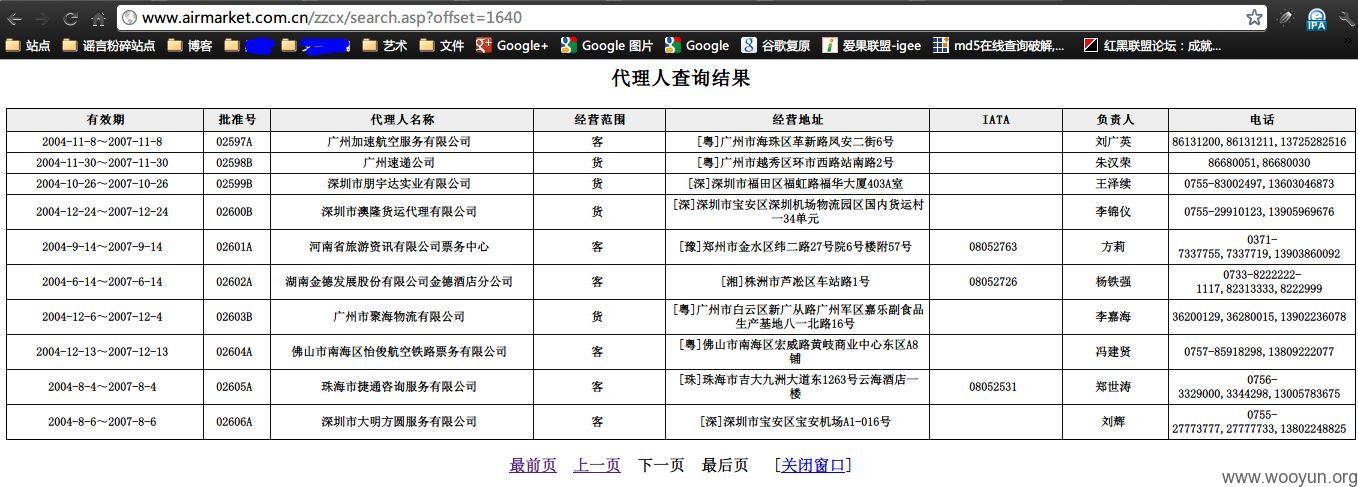 www.airmarket.com.cn/zzcx/search.asp?offset=1640
站点 谣言粉碎站点 博客 艺术 文件 Google+ Google 图片 Google 谷歌复原 爱果联盟-igee md5在线查询破解,... 红黑联盟论坛：成就...
代理人查询结果
有效期 批准号 代理人名称 经营范围 经营地址 IATA 负责人 电话
2004-11-8～2007-11-8 02597A 广州加速航空服务有限公司 客 [粤]广州市海珠区革新路凤安二街6号 刘广英 86131200,86131211,13725282516
2004-11-30～2007-11-30 02598B 广州速递公司 货 [粤]广州市越秀区环市西路站南路2号 朱汉荣 86680051,86680030
2004-10-26～2007-10-26 02599B 深圳市朋宇达实业有限公司 货 [深]深圳市福田区福虹路福华大厦403A室 王泽续 0755-83002497,13603046873
2004-12-24～2007-12-24 02600B 深圳市澳隆货运代理有限公司 货 [深]深圳市宝安区深圳机场物流园区国内货运村
一34单元 李锦仪 0755-29910123,13905969676
2004-9-14～2007-9-14 02601A 河南省旅游资讯有限公司票务中心 客 [豫]郑州市金水区纬二路27号院6号楼附57号 08052763 方莉 0371-
7337755,7337719,13903860092
2004-6-14～2007-6-14 02602A 湖南金德发展股份有限公司金德酒店分公司 客 [湘]株洲市芦凇区车站路1号 08052726 杨铁强 0733-8222222-
1117,82313333,8222999
2004-12-6～2007-12-4 02603B 广州市聚海物流有限公司 货 [粤]广州市白云区新广从路广州军区嘉乐副食品
生产基地八一北路16号 李嘉海 36200129,36280015,13902236078
2004-12-13～2007-12-13 02604A 佛山市南海区怡俊航空铁路票务有限公司 客 [粤]佛山市南海区宏威路黄岐商业中心东区A8
铺 冯建贤 0757-85918298,13809222077
2004-8-4～2007-8-4 02605A 珠海市捷通咨询服务有限公司 客 [珠]珠海市吉大九洲大道东1263号云海酒店一
楼 08052531 郑世涛 0756-
3329000,3344298,13005783675
2004-8-6～2007-8-6 02606A 深圳市大明方圆服务有限公司 客 [深]深圳市宝安区宝安机场A1-016号 刘辉 0755-
27773777,27777733,13802248825
最前页 上一页 下一页 最后页 [关闭窗口]
www.wooyun.org